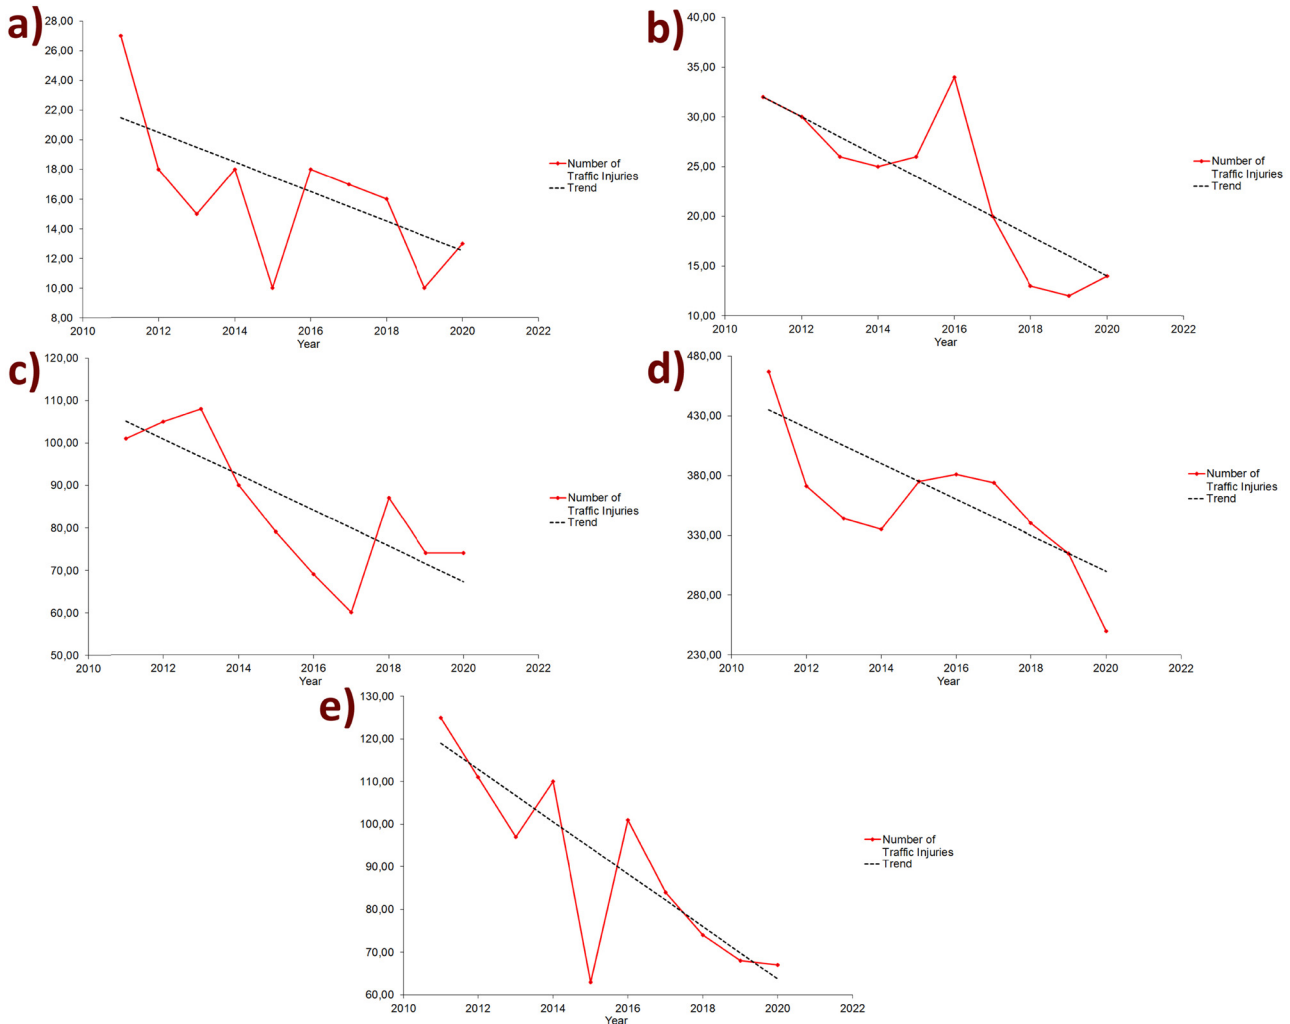 a)
28,00
26,00
24,00
22,00
20,00
18,00
16,00
14,00
12,00
10,00
8,00
2010 2012 2014 2016 2018 2020 2022
Year
Number of
Traffic Injuries
Trend
b)
40,00
35,00
30,00
25,00
20,00
15,00
10,00
2010 2012 2014 2016 2018 2020 2022
Year
Number of
Traffic Injuries
Trend
c)
120,00
110,00
100,00
90,00
80,00
70,00
60,00
50,00
2010 2012 2014 2016 2018 2020 2022
Year
Number of
Traffic Injuries
Trend
d)
480,00
430,00
380,00
330,00
280,00
230,00
2010 2012 2014 2016 2018 2020 2022
Year
Number of
Traffic Injuries
Trend
e)
130,00
120,00
110,00
100,00
90,00
80,00
70,00
60,00
2010 2012 2014 2016 2018 2020 2022
Year
Number of
Traffic Injuries
Trend